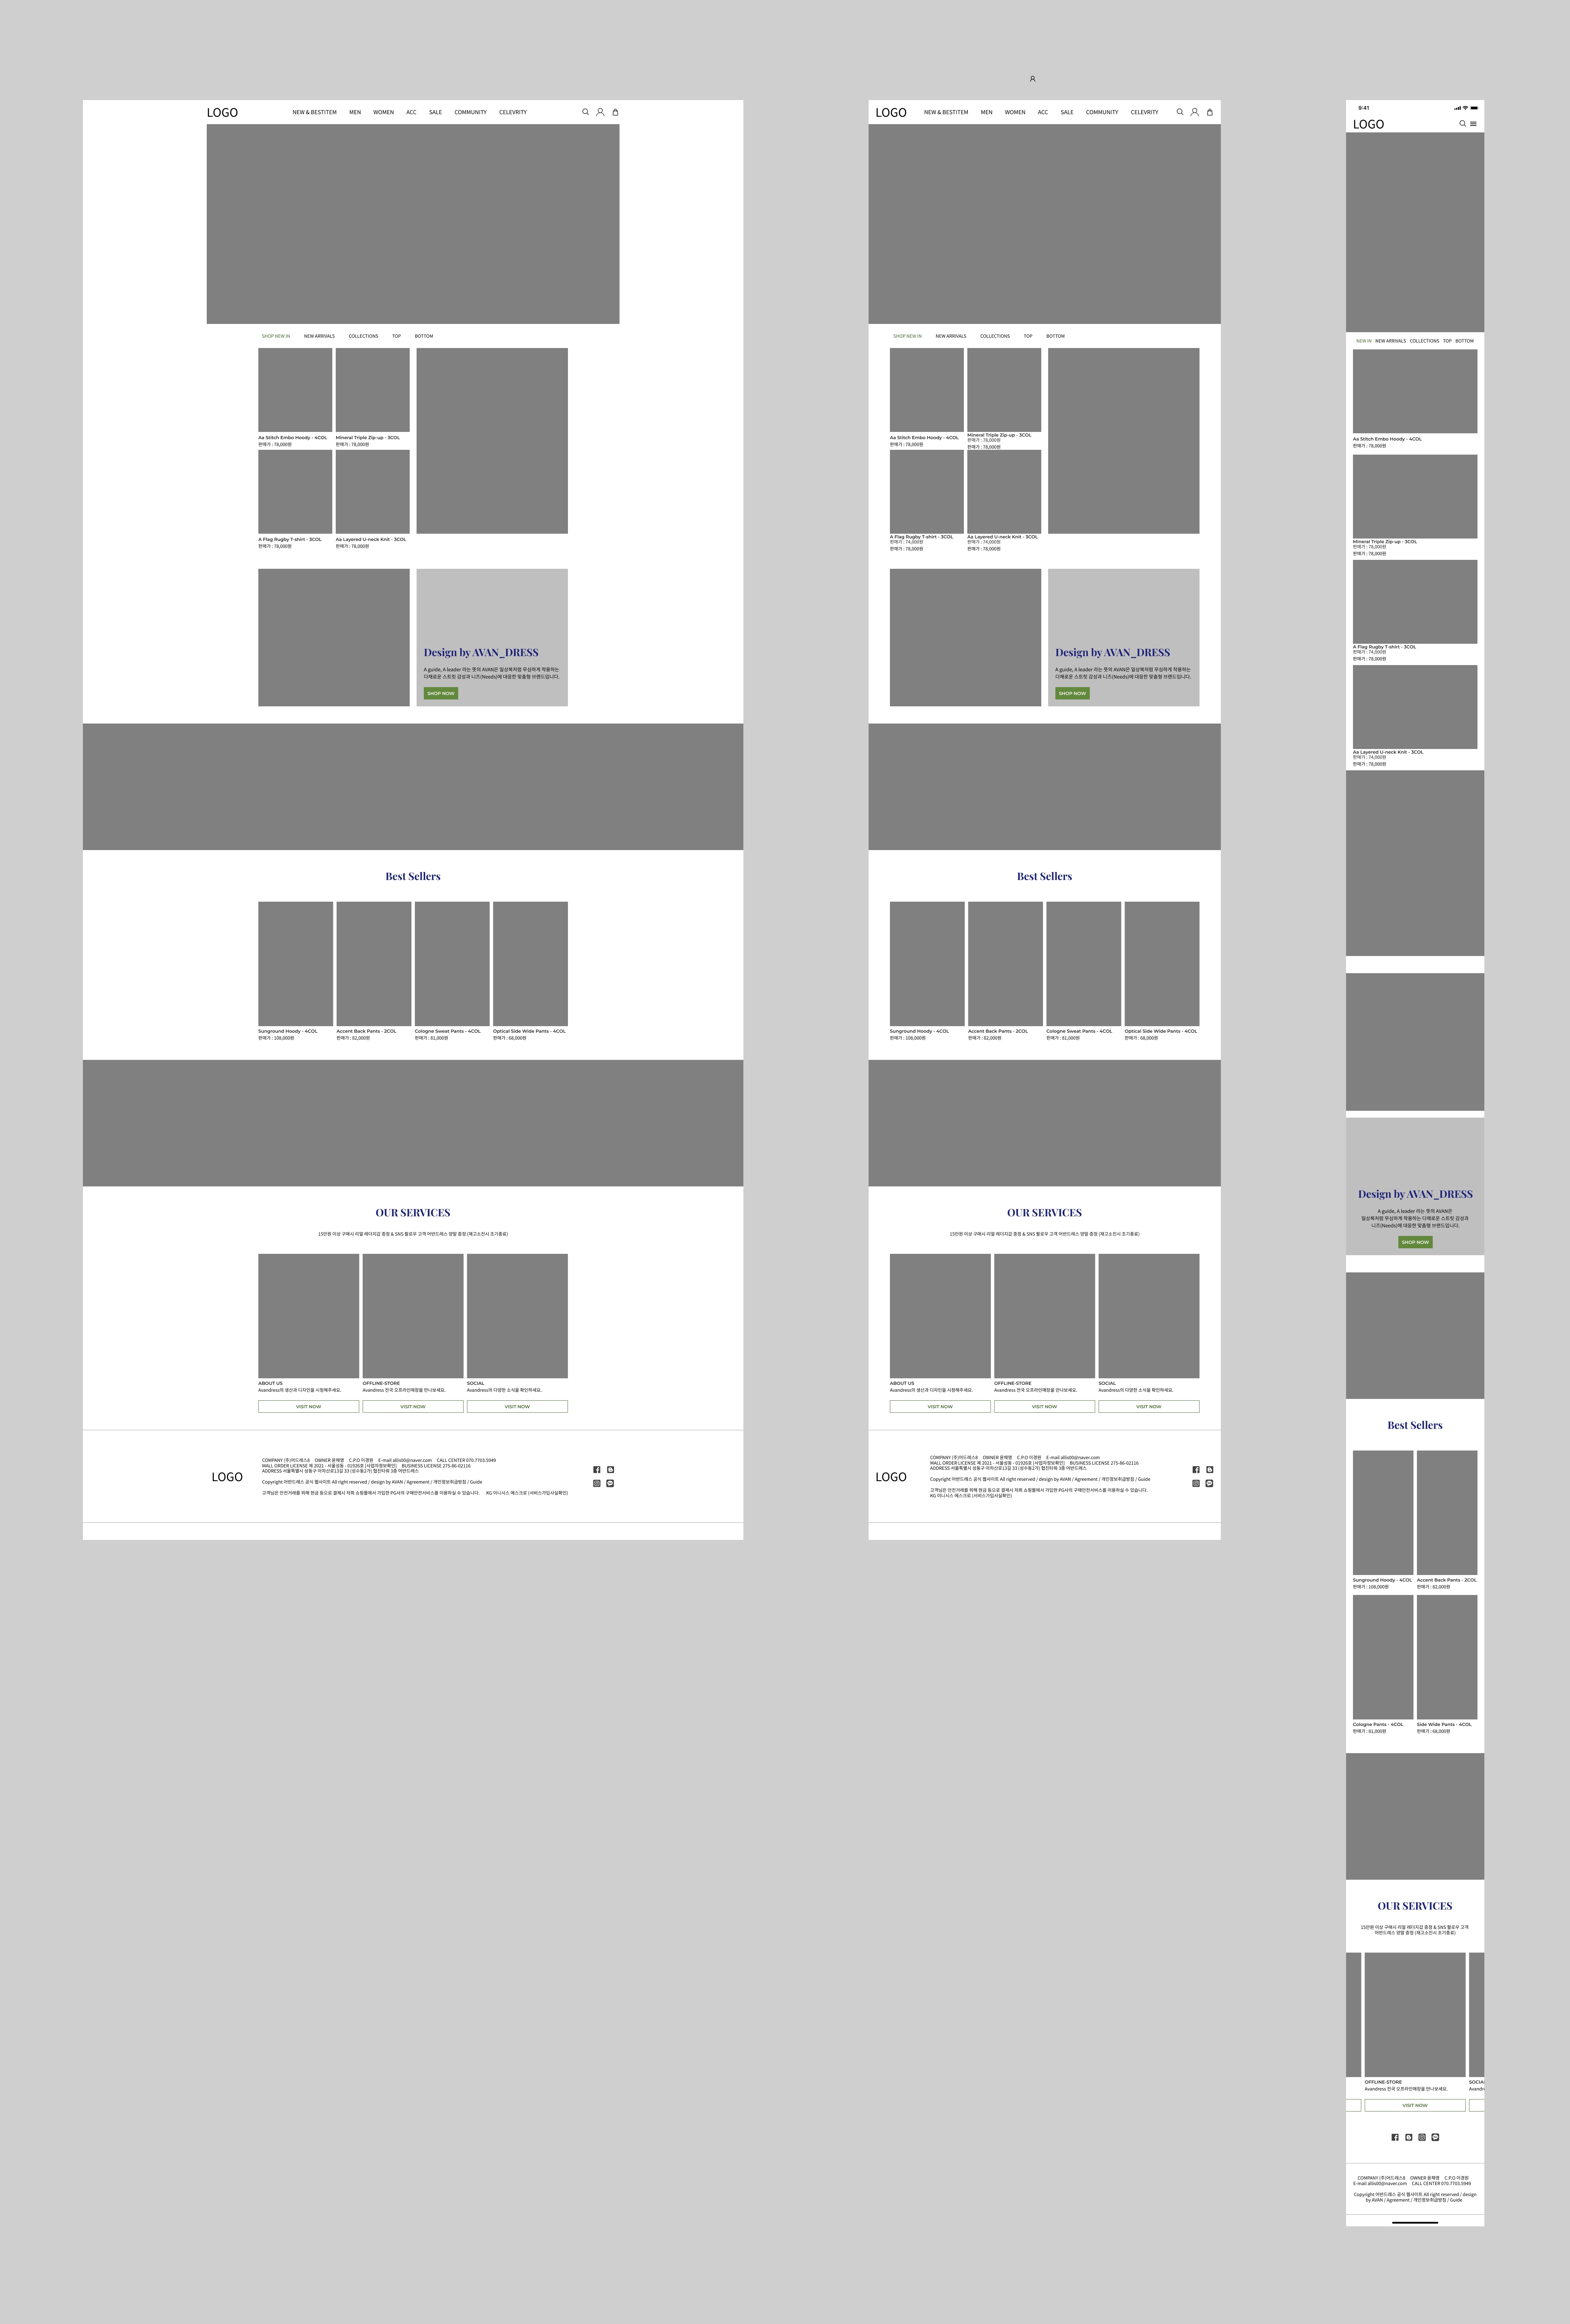 LOGO
NEW & BESTITEM MEN WOMEN ACC SALE COMMUNITY CELEVRITY
SHOP NEW IN NEW ARRIVALS COLLECTIONS TOP BOTTOM
Aa Stitch Embo Hoody - 4COL Mineral Triple Zip-up - 3COL
판매가 : 78,000원 판매가 : 78,000원
A Flag Rugby T-shirt - 3COL Aa Layered U-neck Knit - 3COL
판매가 : 78,000원 판매가 : 78,000원
Design by AVAN_DRESS
A guide, A leader 라는 뜻의 AVAN은 일상복처럼 무심하게 착용하는
다채로운 스트릿 감성과 니즈(Needs)에 대응한 맞춤형 브랜드입니다.
SHOP NOW
Best Sellers
Sunground Hoody - 4COL Accent Back Pants - 2COL Cologne Sweat Pants - 4COL Optical Side Wide Pants - 4COL
판매가 : 108,000원 판매가 : 82,000원 판매가 : 81,000원 판매가 : 68,000원
OUR SERVICES
15만원 이상 구매시 리얼 레더지갑 증정 & SNS 팔로우 고객 어반드레스 양말 증정 (재고소진시 조기종료)
ABOUT US OFFLINE-STORE SOCIAL
Avandress의 생산과 디자인을 시청해주세요. Avandress 전국 오프라인매장을 만나보세요. Avandress의 다양한 소식을 확인하세요.
VISIT NOW VISIT NOW VISIT NOW
LOGO
COMPANY (주)어드레스8 OWNER 윤채영 C.P.O 이경원 E-mail allis00@naver.com CALL CENTER 070.7703.5949
MALL ORDER LICENSE 제 2021 - 서울성동 - 01926호 [사업자정보확인] BUSINESS LICENSE 275-86-02116
ADDRESS 서울특별시 성동구 아차산로13길 33 (성수동2가) 협진타워 3층 어반드레스
Copyright 어반드레스 공식 웹사이트 All right reserved / design by AVAN / Agreement / 개인정보취급방침 / Guide
고객님은 안전거래를 위해 현금 등으로 결제시 저희 쇼핑몰에서 가입한 PG사의 구매안전서비스를 이용하실 수 있습니다. KG 이니시스 에스크로 (서비스가입사실확인)
LOGO
NEW & BESTITEM MEN WOMEN ACC SALE COMMUNITY CELEVRITY
SHOP NEW IN NEW ARRIVALS COLLECTIONS TOP BOTTOM
Aa Stitch Embo Hoody - 4COL
판매가 : 78,000원
Mineral Triple Zip-up - 3COL
판매가 : 78,000원
판매가 : 78,000원
A Flag Rugby T-shirt - 3COL Aa Layered U-neck Knit - 3COL
판매가 : 74,000원 판매가 : 74,000원
판매가 : 78,000원 판매가 : 78,000원
Design by AVAN_DRESS
A guide, A leader 라는 뜻의 AVAN은 일상복처럼 무심하게 착용하는
다채로운 스트릿 감성과 니즈(Needs)에 대응한 맞춤형 브랜드입니다.
SHOP NOW
Best Sellers
Sunground Hoody - 4COL Accent Back Pants - 2COL Cologne Sweat Pants - 4COL Optical Side Wide Pants - 4COL
판매가 : 108,000원 판매가 : 82,000원 판매가 : 81,000원 판매가 : 68,000원
OUR SERVICES
15만원 이상 구매시 리얼 레더지갑 증정 & SNS 팔로우 고객 어반드레스 양말 증정 (재고소진시 조기종료)
ABOUT US OFFLINE-STORE SOCIAL
Avandress의 생산과 디자인을 시청해주세요. Avandress 전국 오프라인매장을 만나보세요. Avandress의 다양한 소식을 확인하세요.
VISIT NOW VISIT NOW VISIT NOW
LOGO
COMPANY (주)어드레스8 OWNER 윤채영 C.P.O 이경원 E-mail allis00@naver.com
MALL ORDER LICENSE 제 2021 - 서울성동 - 01926호 [사업자정보확인] BUSINESS LICENSE 275-86-02116
ADDRESS 서울특별시 성동구 아차산로13길 33 (성수동2가) 협진타워 3층 어반드레스
Copyright 어반드레스 공식 웹사이트 All right reserved / design by AVAN / Agreement / 개인정보취급방침 / Guide
고객님은 안전거래를 위해 현금 등으로 결제시 저희 쇼핑몰에서 가입한 PG사의 구매안전서비스를 이용하실 수 있습니다.
KG 이니시스 에스크로 (서비스가입사실확인)
9:41
LOGO
NEW IN NEW ARRIVALS COLLECTIONS TOP BOTTOM
Aa Stitch Embo Hoody - 4COL
판매가 : 78,000원
Mineral Triple Zip-up - 3COL
판매가 : 78,000원
판매가 : 78,000원
A Flag Rugby T-shirt - 3COL
판매가 : 74,000원
판매가 : 78,000원
Aa Layered U-neck Knit - 3COL
판매가 : 74,000원
판매가 : 78,000원
Design by AVAN_DRESS
A guide, A leader 라는 뜻의 AVAN은
일상복처럼 무심하게 착용하는 다채로운 스트릿 감성과
니즈(Needs)에 대응한 맞춤형 브랜드입니다.
SHOP NOW
Best Sellers
Sunground Hoody - 4COL Accent Back Pants - 2COL
판매가 : 108,000원 판매가 : 82,000원
Cologne Pants - 4COL Side Wide Pants - 4COL
판매가 : 81,000원 판매가 : 68,000원
OUR SERVICES
15만원 이상 구매시 리얼 레더지갑 증정 & SNS 팔로우 고객
어반드레스 양말 증정 (재고소진시 조기종료)
OFFLINE-STORE SOCIA
Avandress 전국 오프라인매장을 만나보세요. Avandr
VISIT NOW
COMPANY (주)어드레스8 OWNER 윤채영 C.P.O 이경원
E-mail allis00@naver.com CALL CENTER 070.7703.5949
Copyright 어반드레스 공식 웹사이트 All right reserved / design
by AVAN / Agreement / 개인정보취급방침 / Guide